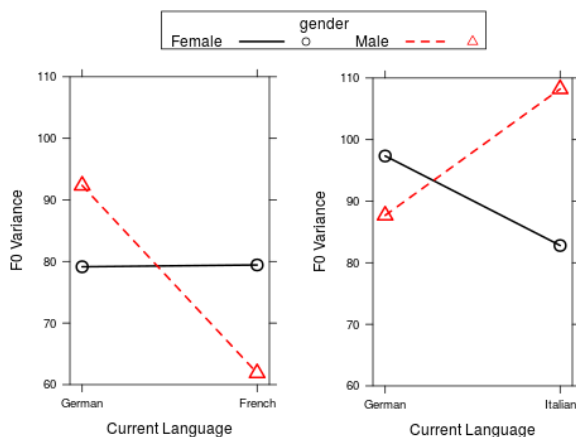 gender
Female Male
110
100
90
80
70
60
F0 Variance
German French
Current Language
110
100
90
80
70
60
F0 Variance
German Italian
Current Language